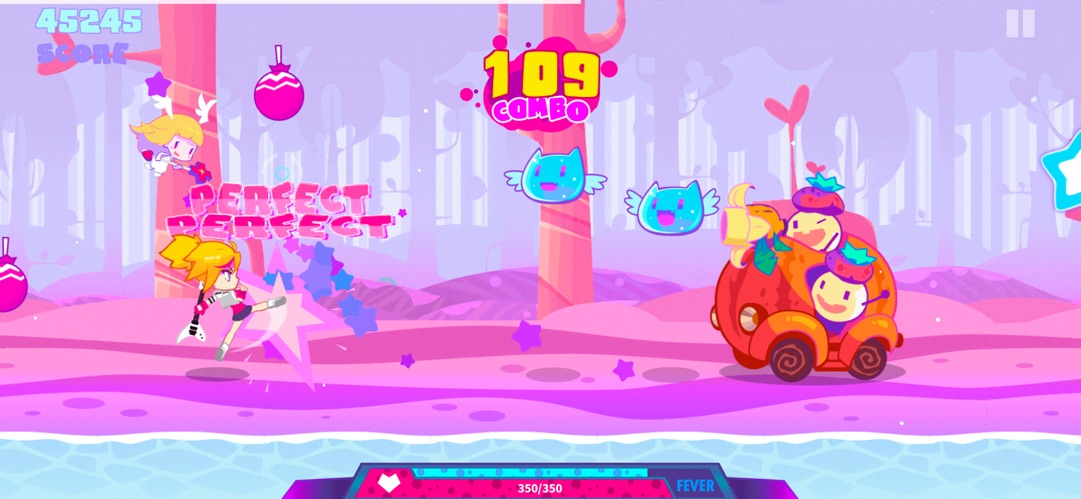 45245
SCORE
109
COMBO
PERFECT
PERFECT
350/350
FEVER